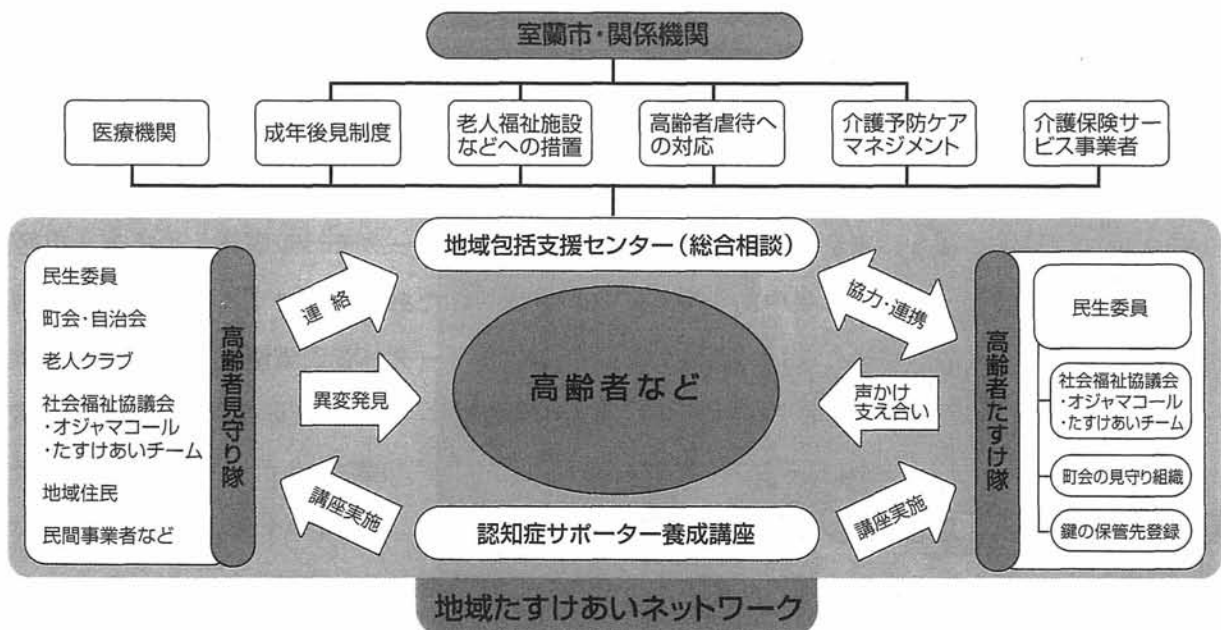 室蘭市・関係機関
医療機関
成年後見制度
老人福祉施設
などへの措置
高齢者虐待へ
の対応
介護予防ケア
マネジメント
介護保険サー
ビス事業者
地域包括支援センター(総合相談)
民生委員
町会・自治会
老人クラブ
社会福祉協議会
・オジャマコール
・たすけあいチーム
地域住民
民間事業者など
高齢者見守り隊
連絡
異変発見
講座実施
高齢者など
認知症サポーター養成講座
協力・連携
声かけ
支え合い
講座実施
高齢者たすけ隊
民生委員
社会福祉協議会
・オジャマコール
・たすけあいチーム
町会の見守り組織
鍵の保管先登録
地域たすけあいネットワーク